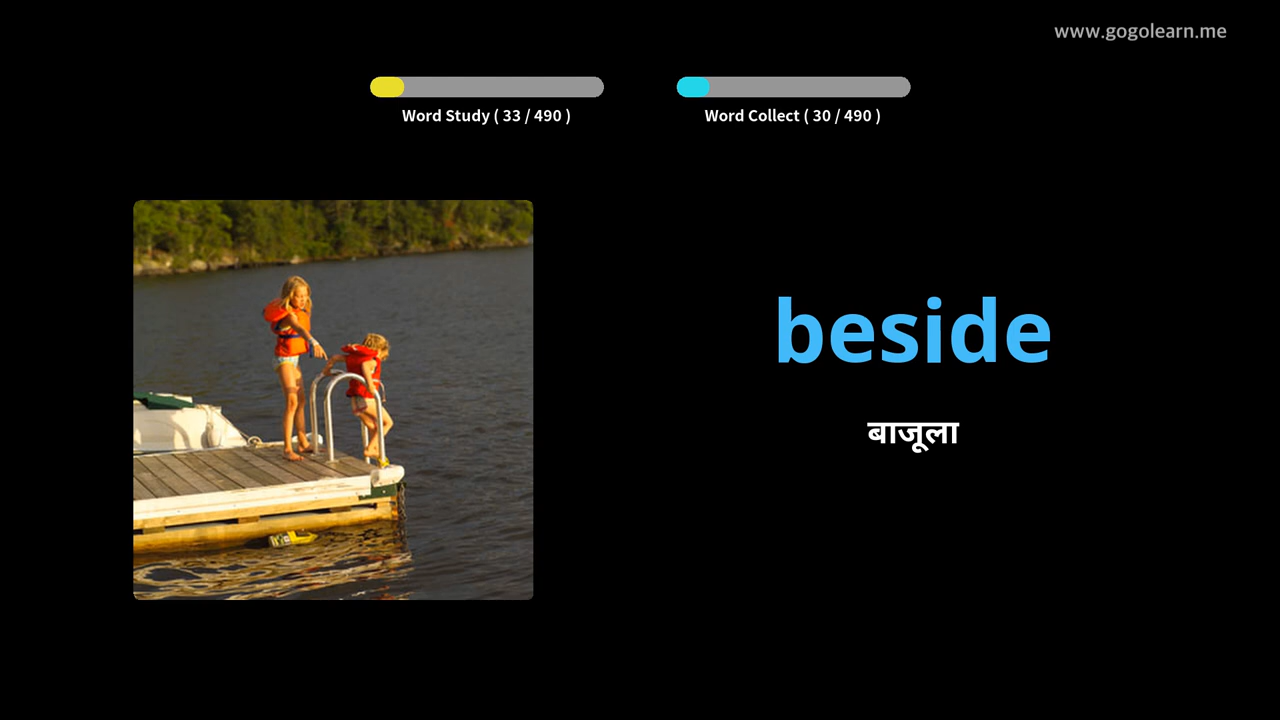 www.gogolearn.me
Word Study ( 33 / 490 )
Word Collect ( 30 / 490 )
beside
बाजूला